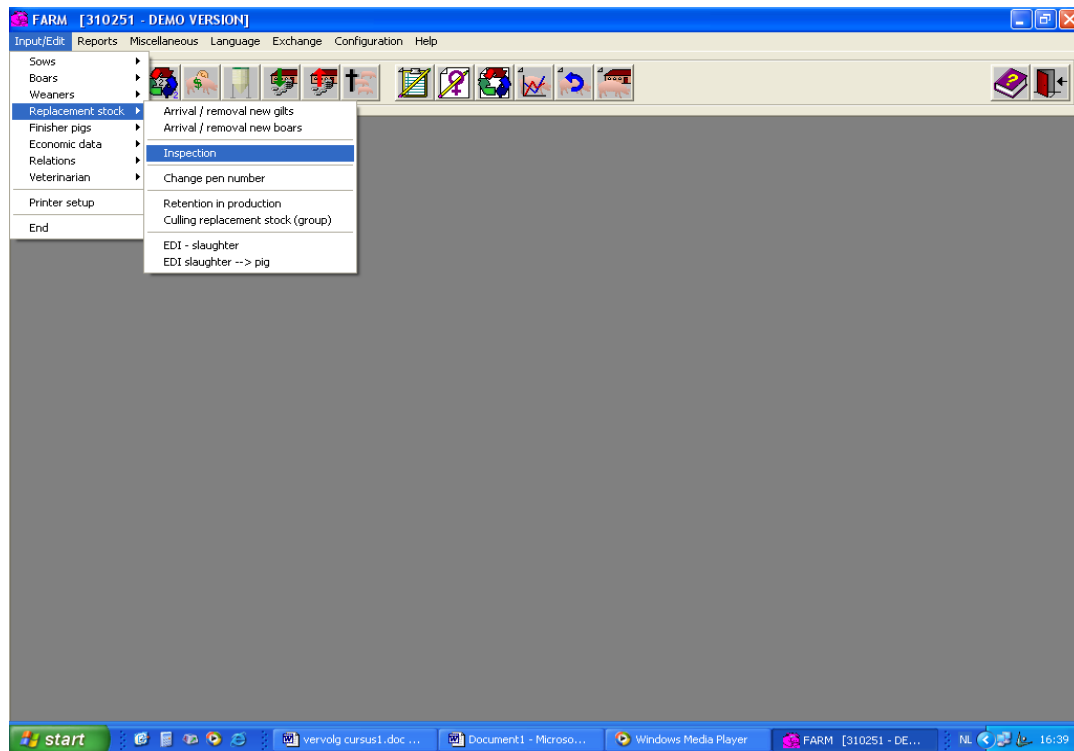 FARM [310251 - DEMO VERSION]
Input/Edit Reports Miscellaneous Language Exchange Configuration Help
Sows
Boars
Weaners
Replacement stock
Finisher pigs
Economic data
Relations
Veterinarian
Printer setup
End
Arrival / removal new gilts
Arrival / removal new boars
Inspection
Change pen number
Retention in production
Culling replacement stock (group)
EDI - slaughter
EDI slaughter --> pig
start
vervolg cursus1.doc ...
Document1 - Microso...
Windows Media Player
FARM [310251 - DE...
NL
16:39